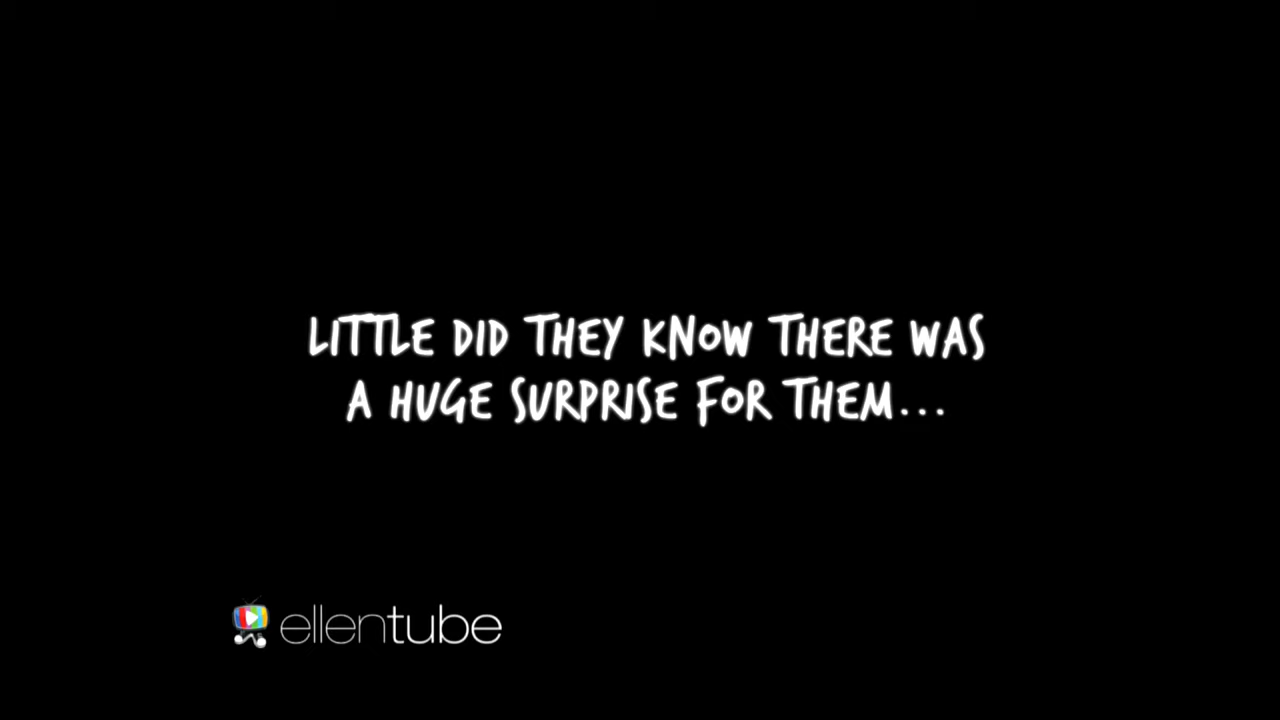 LITTLE DID THEY KNOW THERE WAS
A HUGE SURPRISE FOR THEM...
ellentube